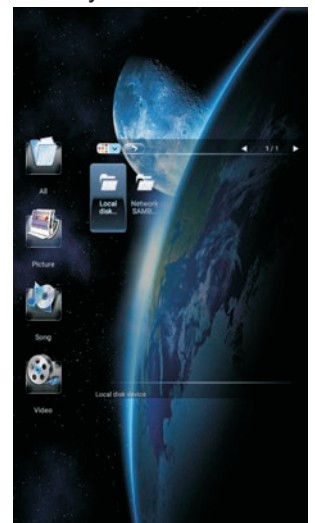 1/1
All
Local
disk..
Network
SAMB..
Picture
Song
Video
Local disk device